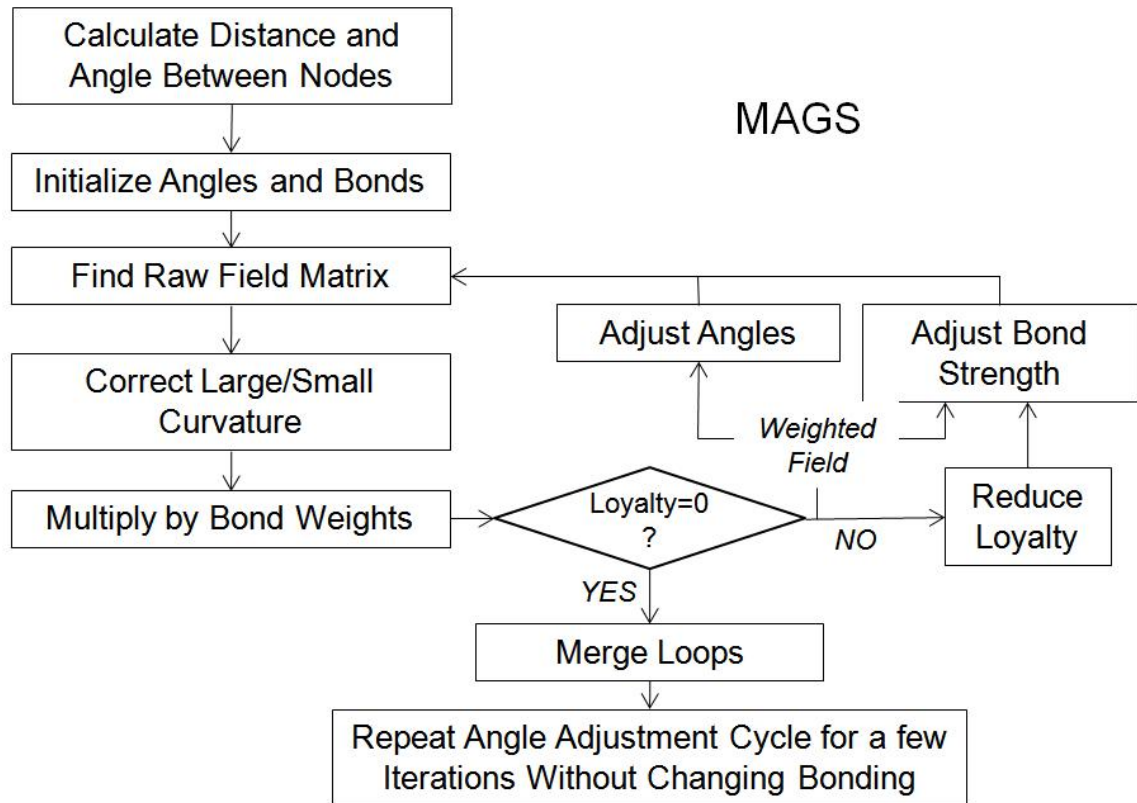 Calculate Distance and
Angle Between Nodes
MAGS
Initialize Angles and Bonds
Find Raw Field Matrix
Adjust Angles
Adjust Bond
Strength
Correct Large/Small
Curvature
Weighted
Field
Multiply by Bond Weights
Loyalty=0
?
NO
Reduce
Loyalty
YES
Merge Loops
Repeat Angle Adjustment Cycle for a few
Iterations Without Changing Bonding